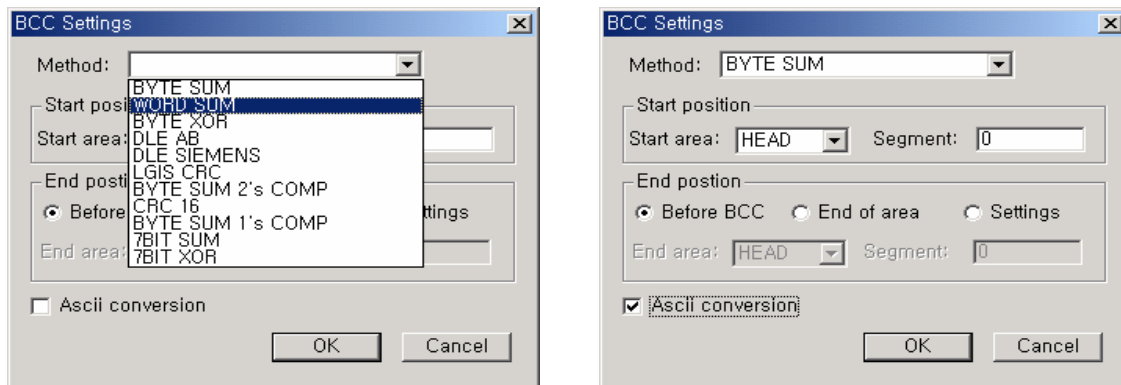 BCC Settings
Method:
BYTE SUM
Start posi WORD SUM
BYTE XOR
Start area: DLE AB
DLE SIEMENS
LGIS CRC
End posti BYTE SUM 2's COMP
CRC 16
Before BYTE SUM 1's COMP ttings
7BIT SUM
End area: 7BIT XOR
Ascii conversion
OK Cancel
BCC Settings
Method: BYTE SUM
Start position
Start area: HEAD Segment: 0
End postion
Before BCC End of area Settings
End area: HEAD Segment: 0
Ascii conversion
OK Cancel